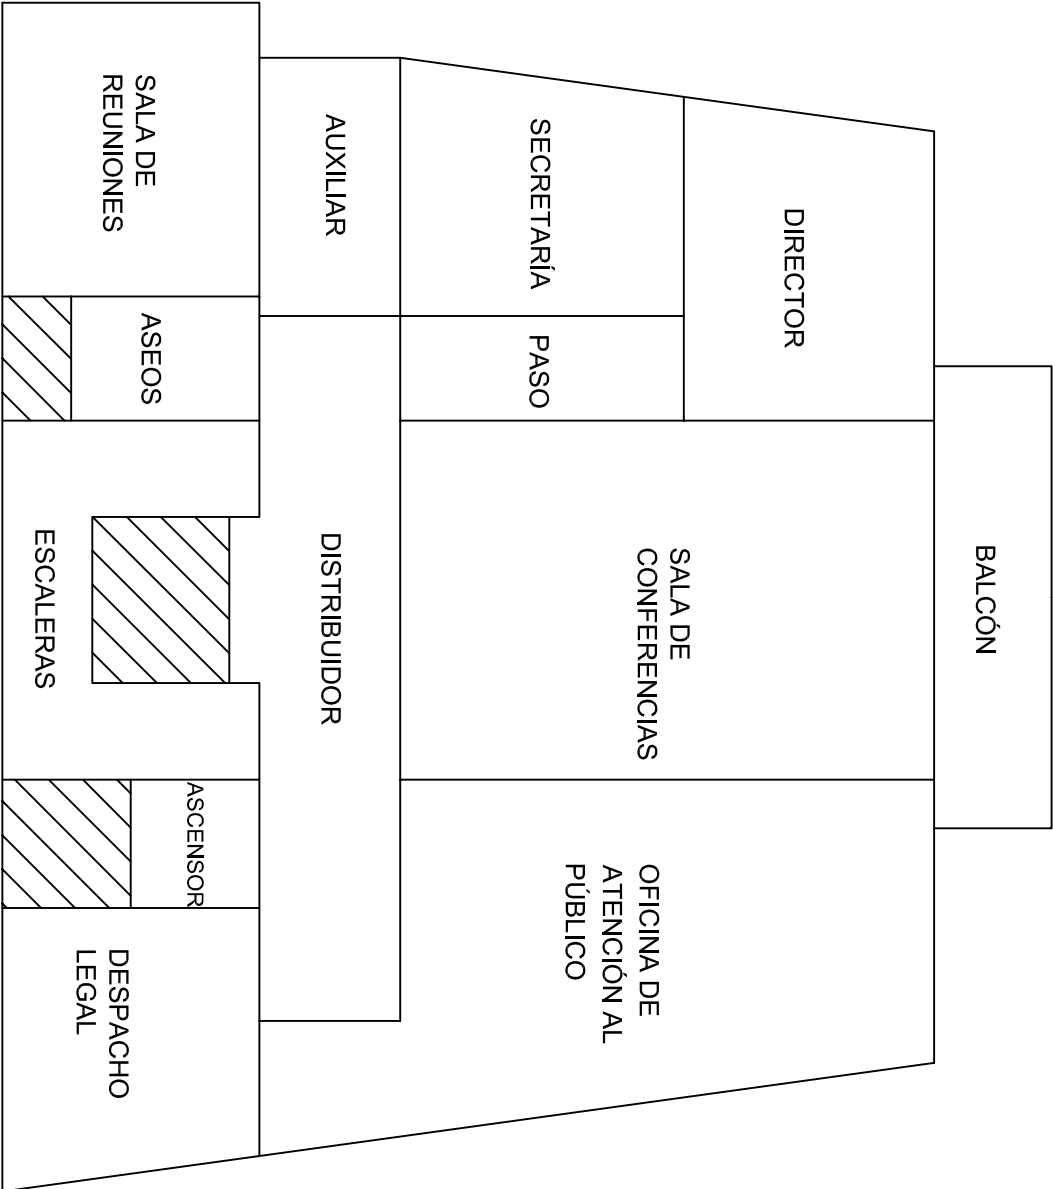 BALCÓN
DIRECTOR
SECRETARÍA
PASO
SALA DE
CONFERENCIAS
OFICINA DE
ATENCIÓN AL
PÚBLICO
AUXILIAR
DISTRIBUIDOR
SALA DE
REUNIONES
ASEOS
ESCALERAS
ASCENSOR
DESPACHO
LEGAL